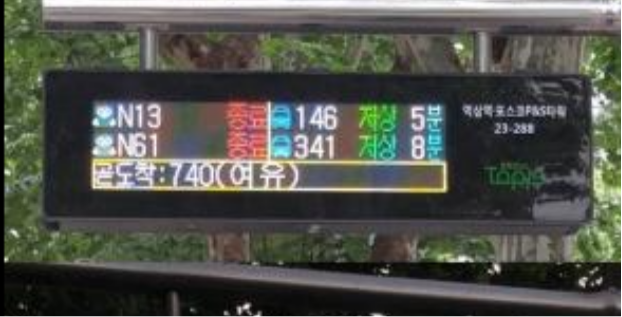 N13 종료 146 저상 5분
N61 종료 341 저상 8분
곧도착:740(여유)
역삼역.포스코P&S타워
23-288
TOPIS